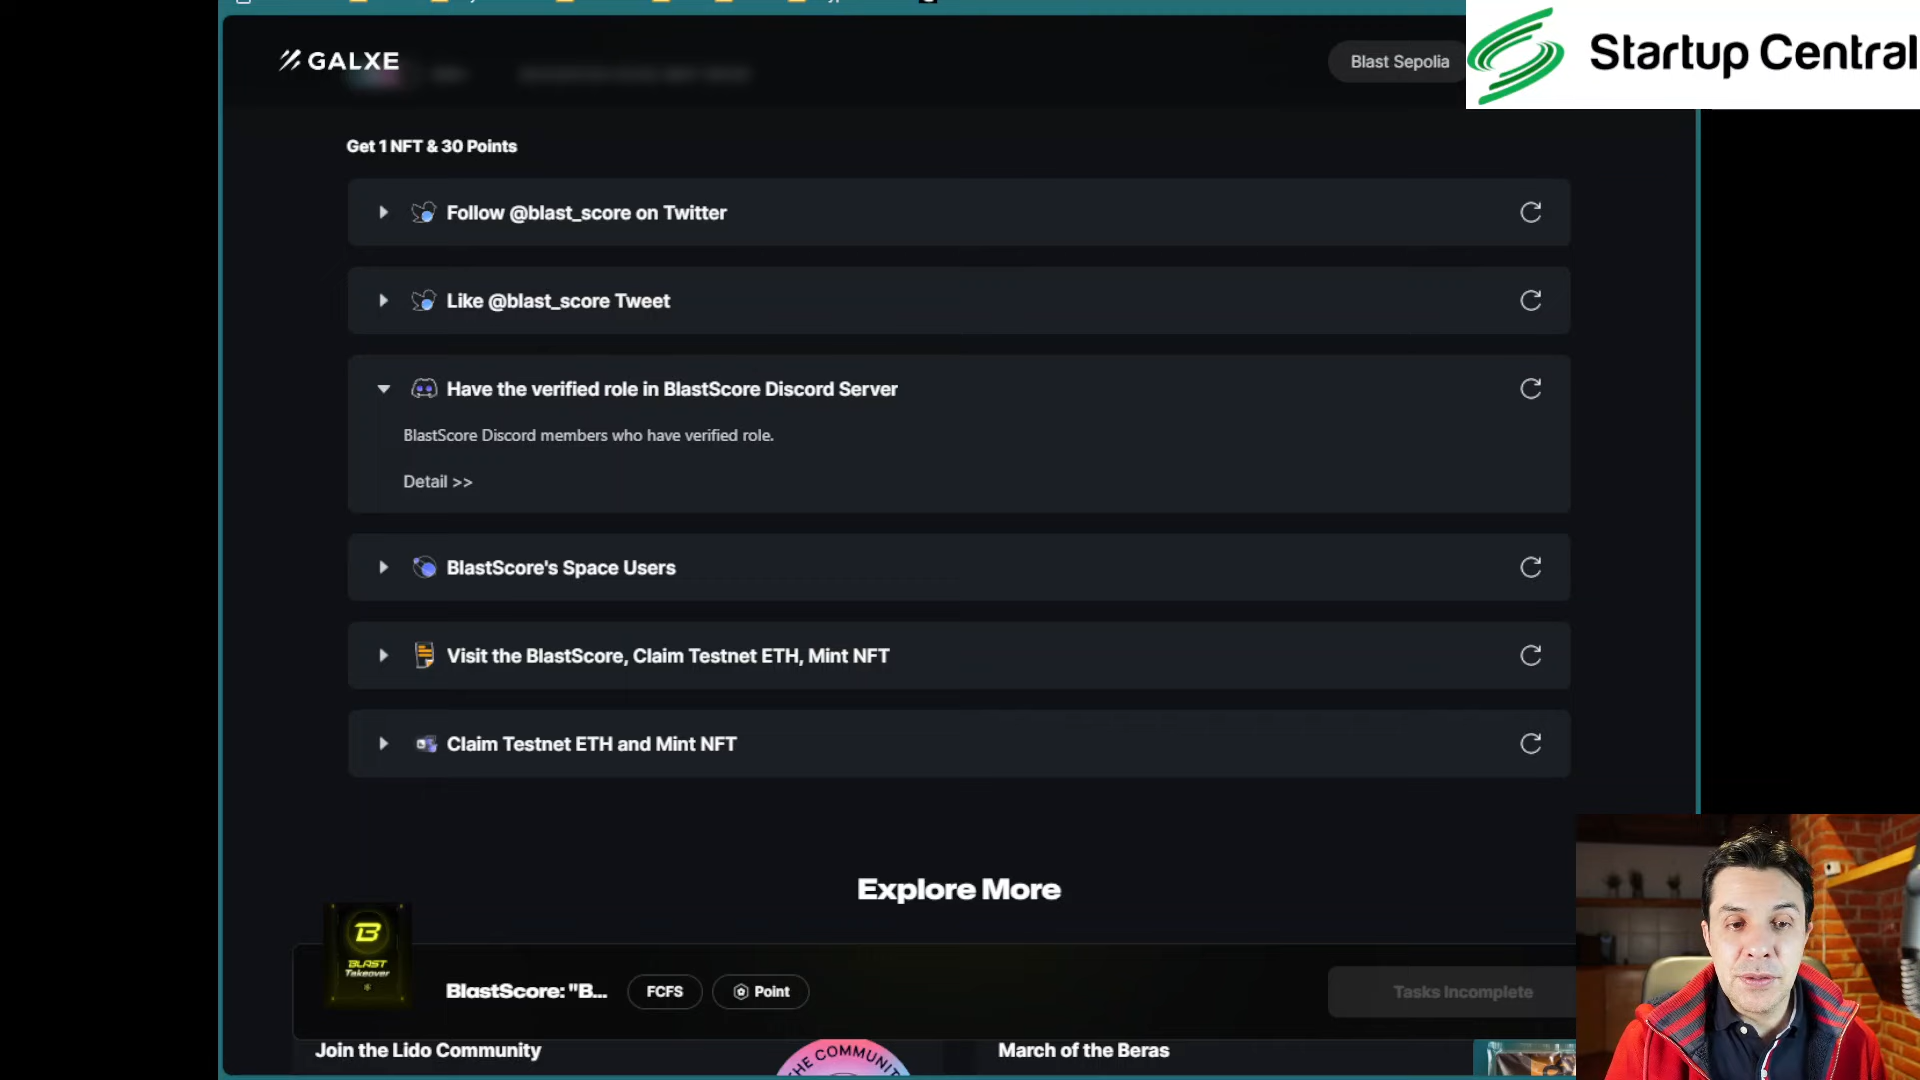 GALXE
Blast Sepolia
Startup Central
Get 1 NFT & 30 Points
Follow @blast_score on Twitter
Like @blast_score Tweet
Have the verified role in BlastScore Discord Server
BlastScore Discord members who have verified role.
Detail >>
BlastScore's Space Users
Visit the BlastScore, Claim Testnet ETH, Mint NFT
Claim Testnet ETH and Mint NFT
Explore More
BLAST
Takeover
BlastScore: "B...
FCFS
Point
Tasks Incomplete
Join the Lido Community
THE COMMUNIT
March of the Beras